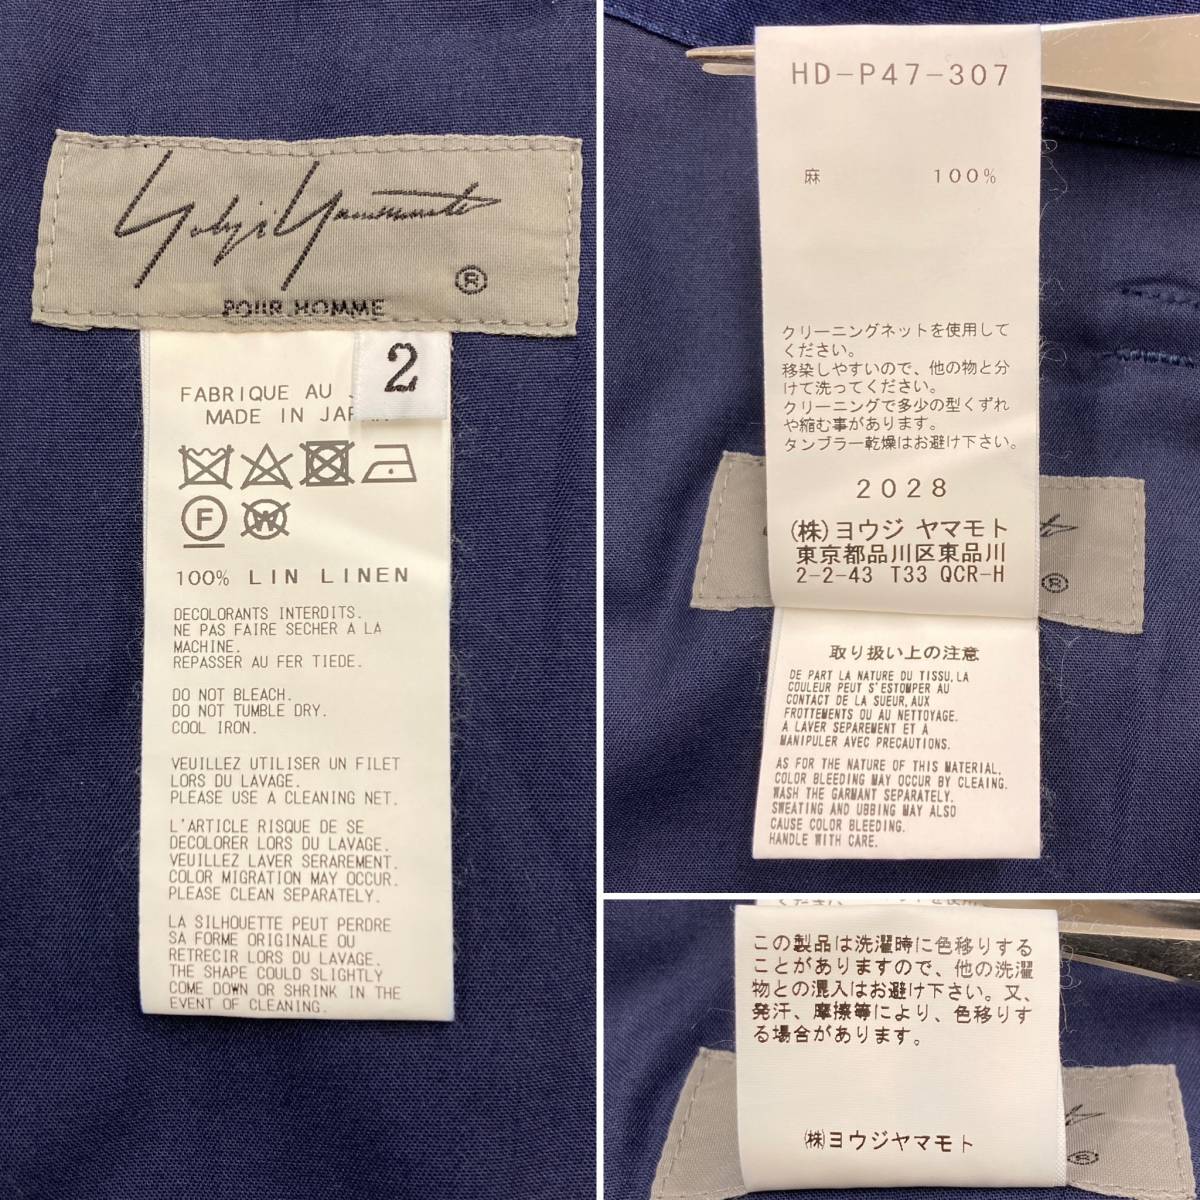 Yohji Yamamoto
®
POUR HOMME
2
FABRIQUE AU
MADE IN JAPAN
F
W
100% LIN LINEN
DECOLORANTS INTERDITS.
NE PAS FAIRE SECHER A LA
MACHINE.
REPASSER AU FER TIEDE.
DO NOT BLEACH.
DO NOT TUMBLE DRY.
COOL IRON.
VEUILLEZ UTILISER UN FILET
LORS DU LAVAGE.
PLEASE USE A CLEANING NET.
L'ARTICLE RISQUE DE SE
DECOLORER LORS DU LAVAGE.
VEUILLEZ LAVER SERAREMENT.
COLOR MIGRATION MAY OCCUR.
PLEASE CLEAN SEPARATELY.
LA SILHOUETTE PEUT PERDRE
SA FORME ORIGINALE OU
RETRECIR LORS DU LAVAGE.
THE SHAPE COULD SLIGHTLY
COME DOWN OR SHRINK IN THE
EVENT OF CLEANING.
HD-P47-307
麻 100%
クリーニングネットを使用して
ください。
移染しやすいので、他の物と分
けて洗ってください。
クリーニングで多少の型くずれ
や縮む事があります。
タンブラー乾燥はお避け下さい。
2028
(株)ヨウジ ヤマモト
東京都品川区東品川
2-2-43 T33 QCR-H
®
取り扱い上の注意
DE PART LA NATURE DU TISSU,LA
COULEUR PEUT S'ESTOMPER AU
CONTACT DE LA SUEUR,AUX
FROTTEMENTS OU AU NETTOYAGE.
A LAVER SEPAREMENT ET A
MANIPULER AVEC PRECAUTIONS.
AS FOR THE NATURE OF THIS MATERIAL,
COLOR BLEEDING MAY OCCUR BY CLEAING.
WASH THE GARMANT SEPARATELY.
SWEATING AND UBBING MAY ALSO
CAUSE COLOR BLEEDING.
HANDLE WITH CARE.
この製品は洗濯時に色移りする
ことがありますので、他の洗濯
物との混入はお避け下さい。又、
発汗、摩擦等により、色移りす
る場合があります。
㈱ヨウジヤマモト
®